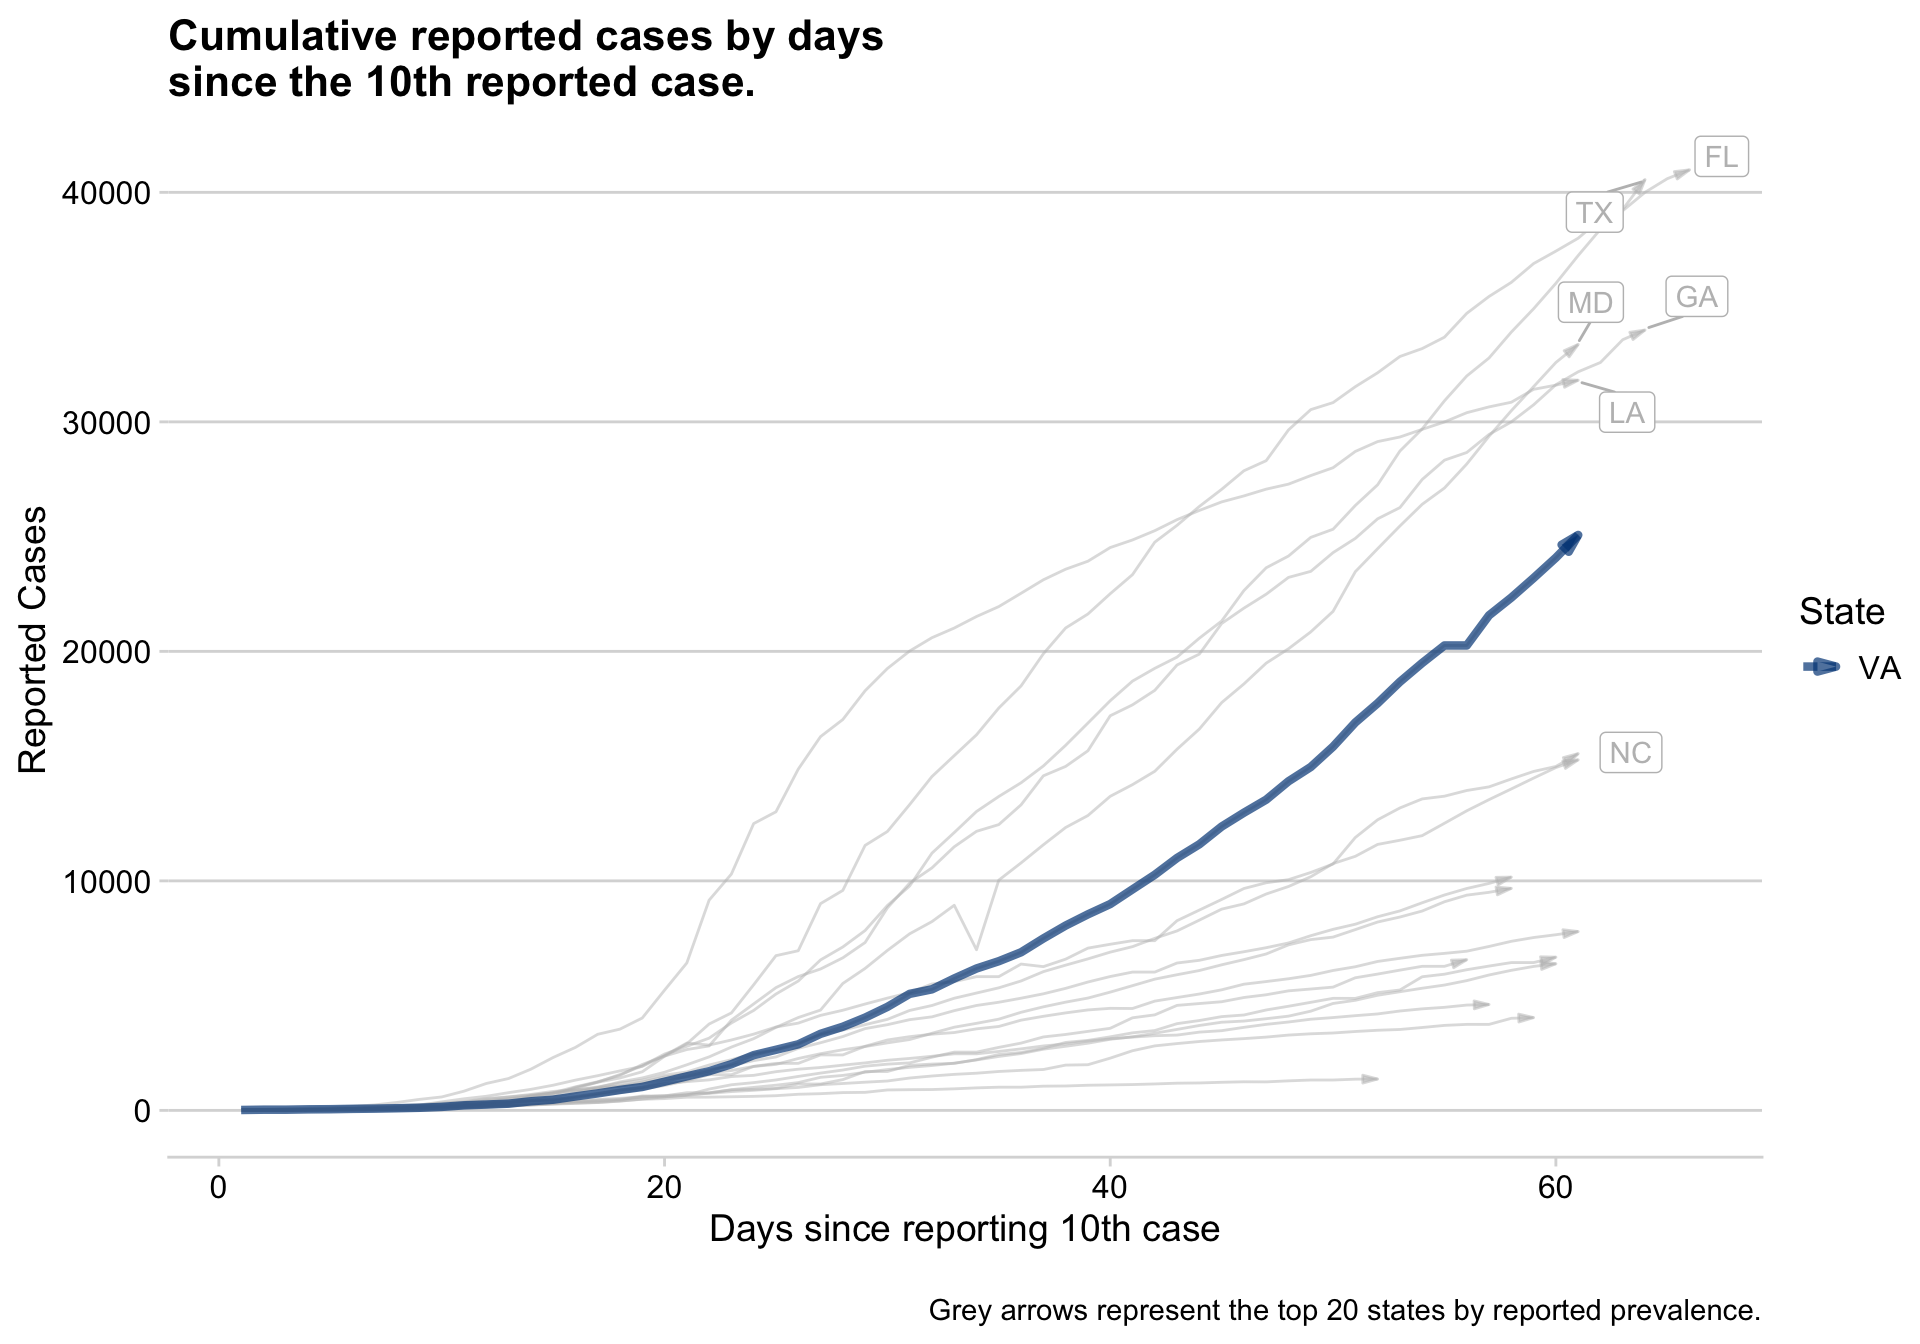 Cumulative reported cases by days
since the 10th reported case.
40000
30000
20000
10000
0
Reported Cases
FL
TX
MD
GA
LA
NC
State
VA
0
20
40
60
Days since reporting 10th case
Grey arrows represent the top 20 states by reported prevalence.